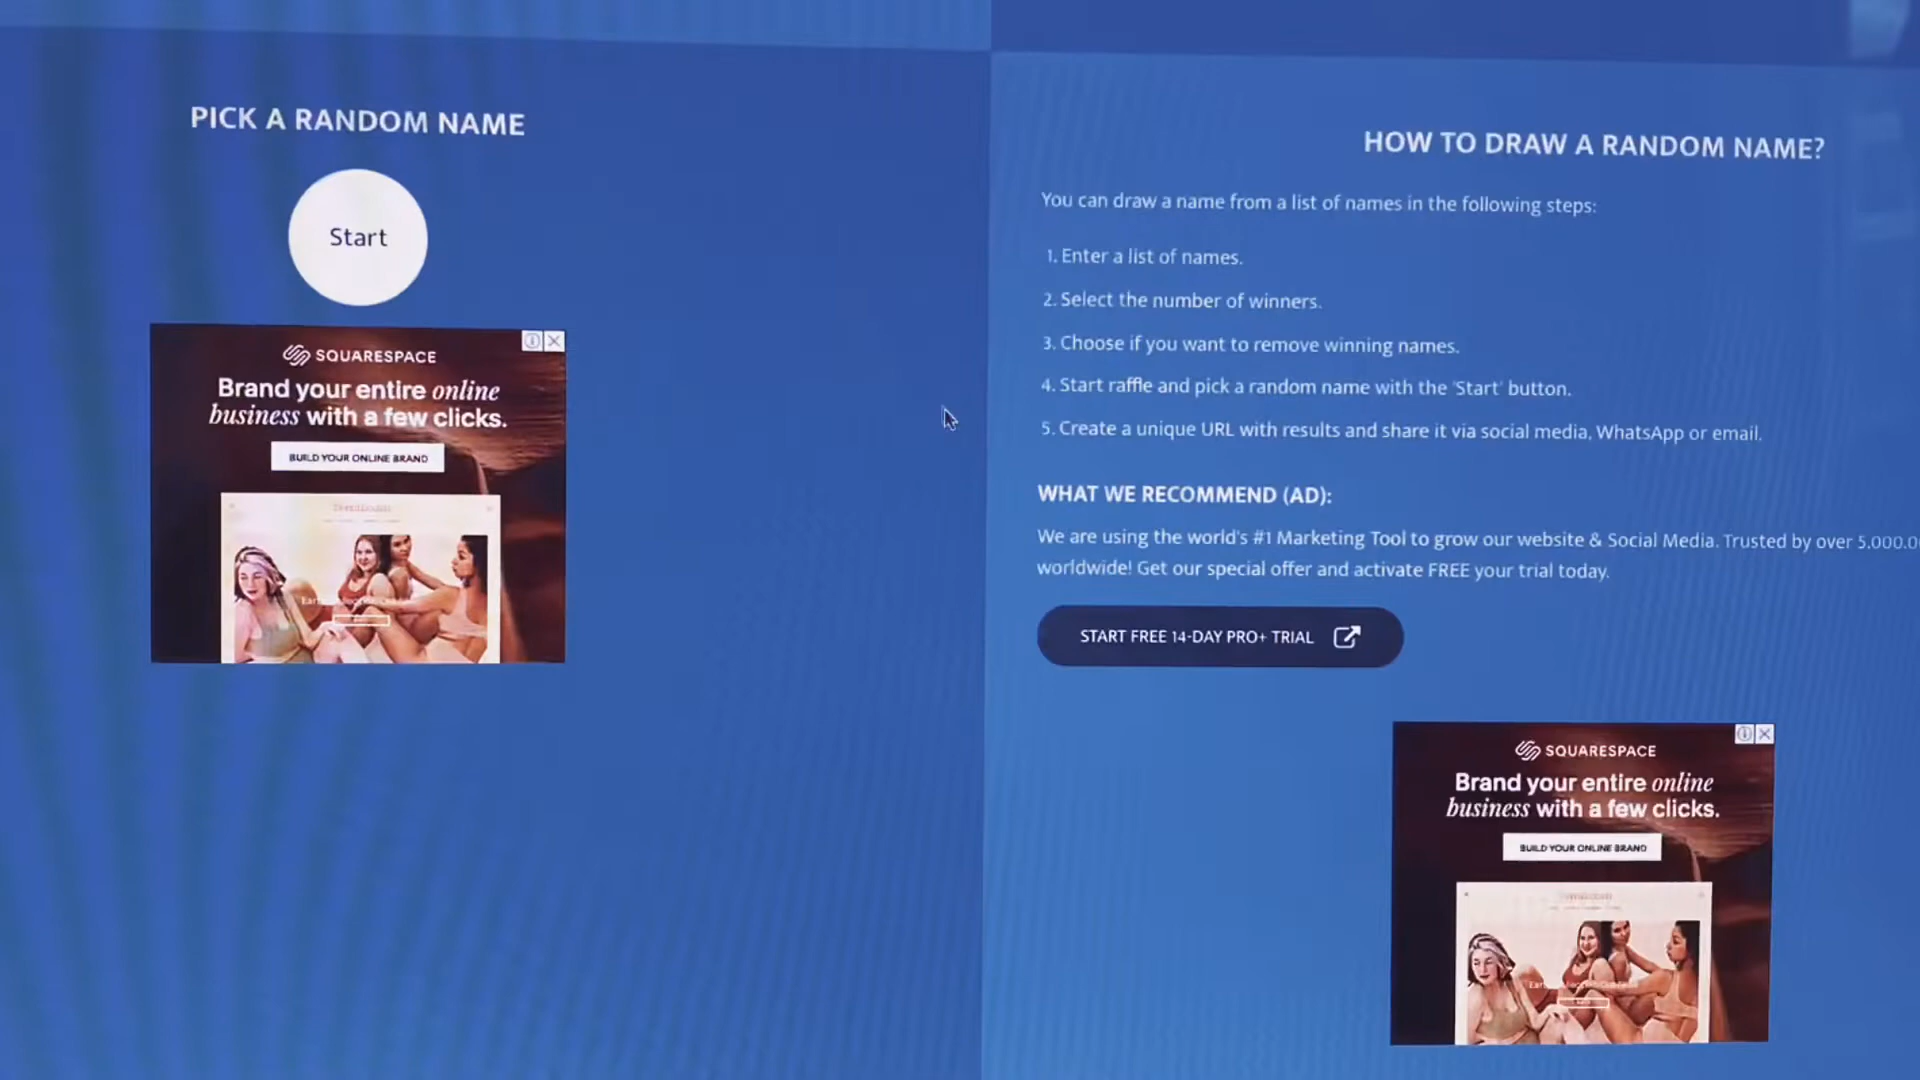 PICK A RANDOM NAME
Start
SQUARESPACE
Brand your entire online
business with a few clicks.
BUILD YOUR ONLINE BRAND
HOW TO DRAW A RANDOM NAME?
You can draw a name from a list of names in the following steps:
1. Enter a list of names.
2. Select the number of winners.
3. Choose if you want to remove winning names.
4. Start raffle and pick a random name with the 'Start' button.
5. Create a unique URL with results and share it via social media, WhatsApp or email.
WHAT WE RECOMMEND (AD):
We are using the world's #1 Marketing Tool to grow our website & Social Media. Trusted by over 5.000.0
worldwide! Get our special offer and activate FREE your trial today.
START FREE 14-DAY PRO+ TRIAL
SQUARESPACE
Brand your entire online
business with a few clicks.
BUILD YOUR ONLINE BRAND